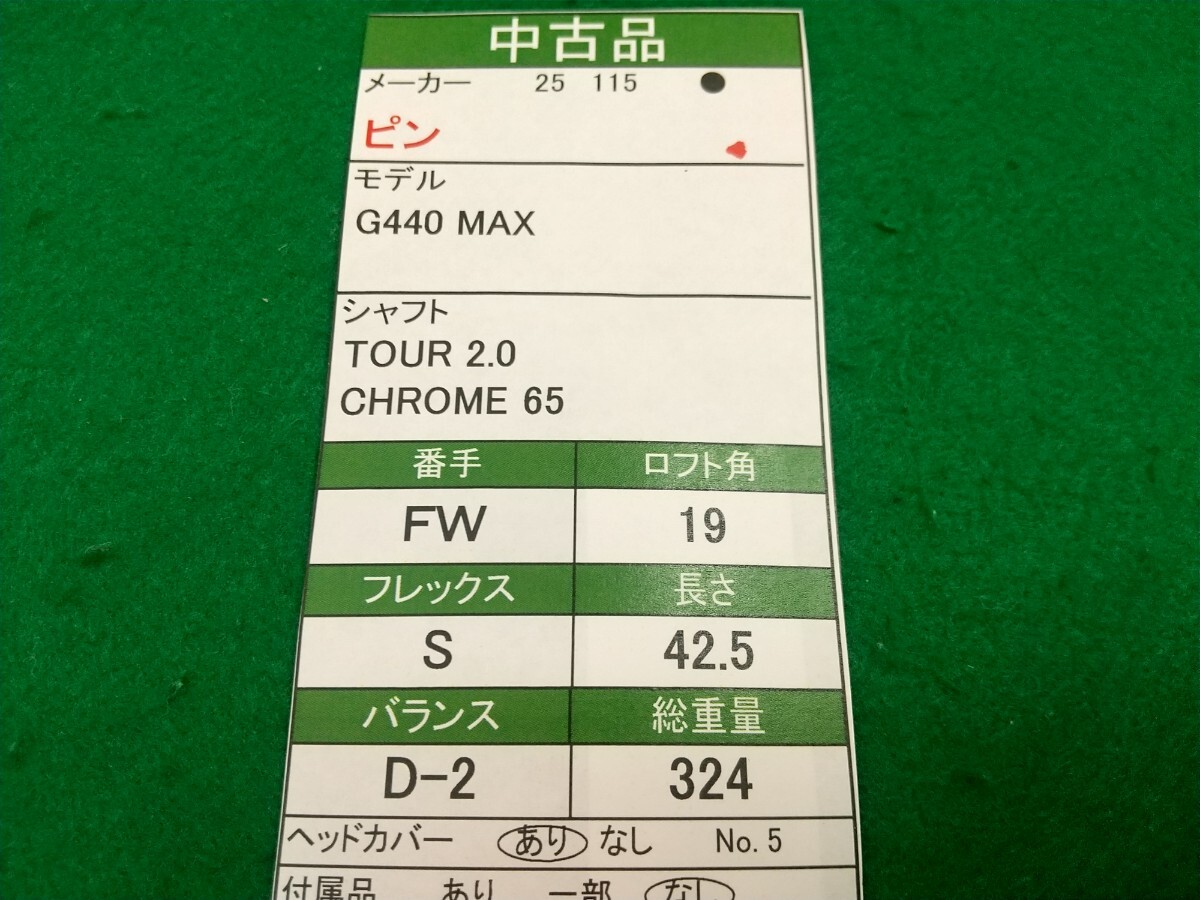 中古品
メーカー 25 115 ●
ピン
モデル
G440 MAX
シャフト
TOUR 2.0
CHROME 65
番手 ロフト角
FW 19
フレックス 長さ
S 42.5
バランス 総重量
D-2 324
ヘッドカバー あり なし No.5
付属品 あり 一部 なし